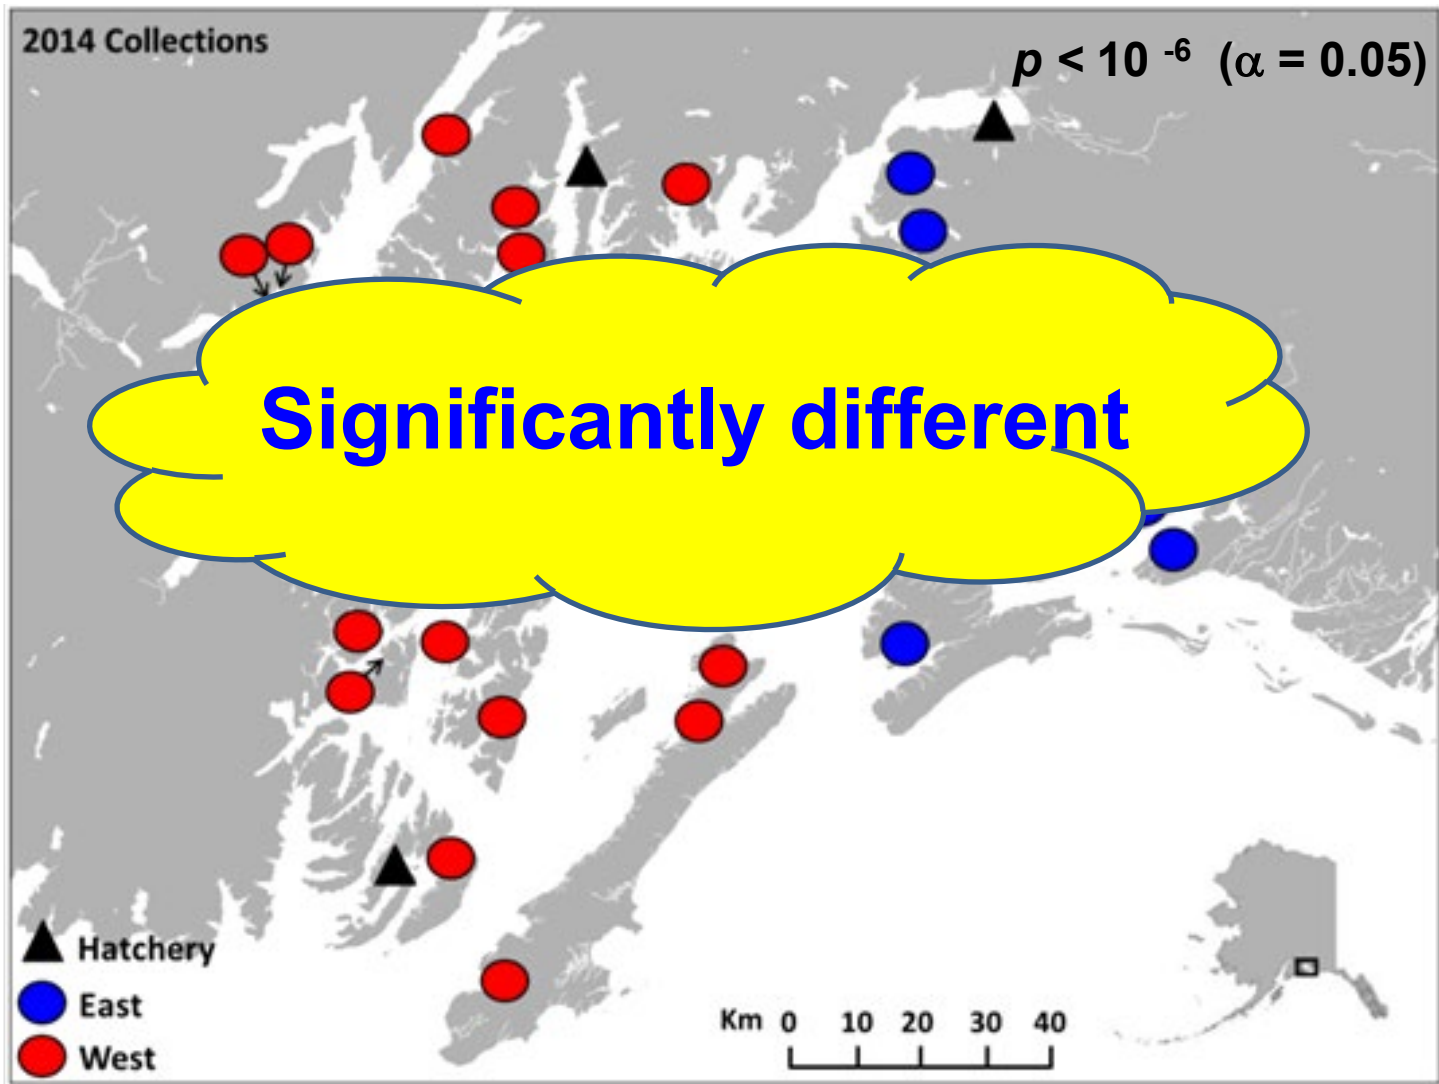 2014 Collections
p < 10 -6 (α = 0.05)
Significantly different
Hatchery
East
West
Km 0 10 20 30 40